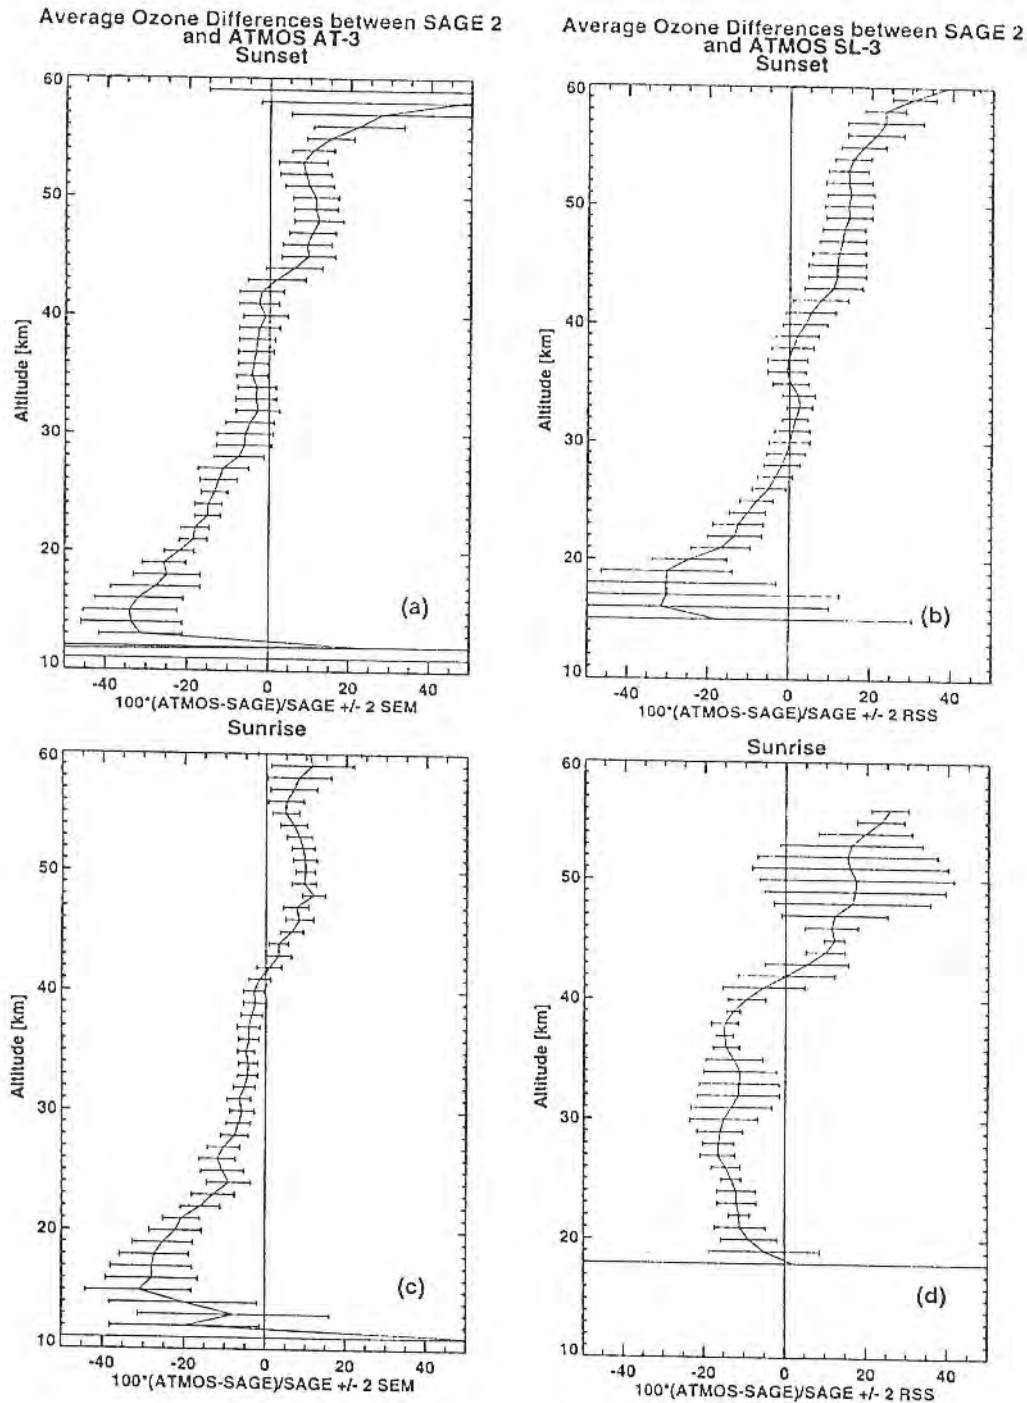 Average Ozone Differences between SAGE 2
and ATMOS AT-3
Sunset
60
50
40
30
20
10
Altitude [km]
(a)
-40 -20 0 20 40
100*(ATMOS-SAGE)/SAGE +/- 2 SEM
Average Ozone Differences between SAGE 2
and ATMOS SL-3
Sunset
60
50
40
30
20
10
Altitude [km]
(b)
-40 -20 0 20 40
100*(ATMOS-SAGE)/SAGE +/- 2 RSS
Sunrise
60
50
40
30
20
10
Altitude [km]
(c)
-40 -20 0 20 40
100*(ATMOS-SAGE)/SAGE +/- 2 SEM
Sunrise
60
50
40
30
20
10
Altitude [km]
(d)
-40 -20 0 20 40
100*(ATMOS-SAGE)/SAGE +/- 2 RSS